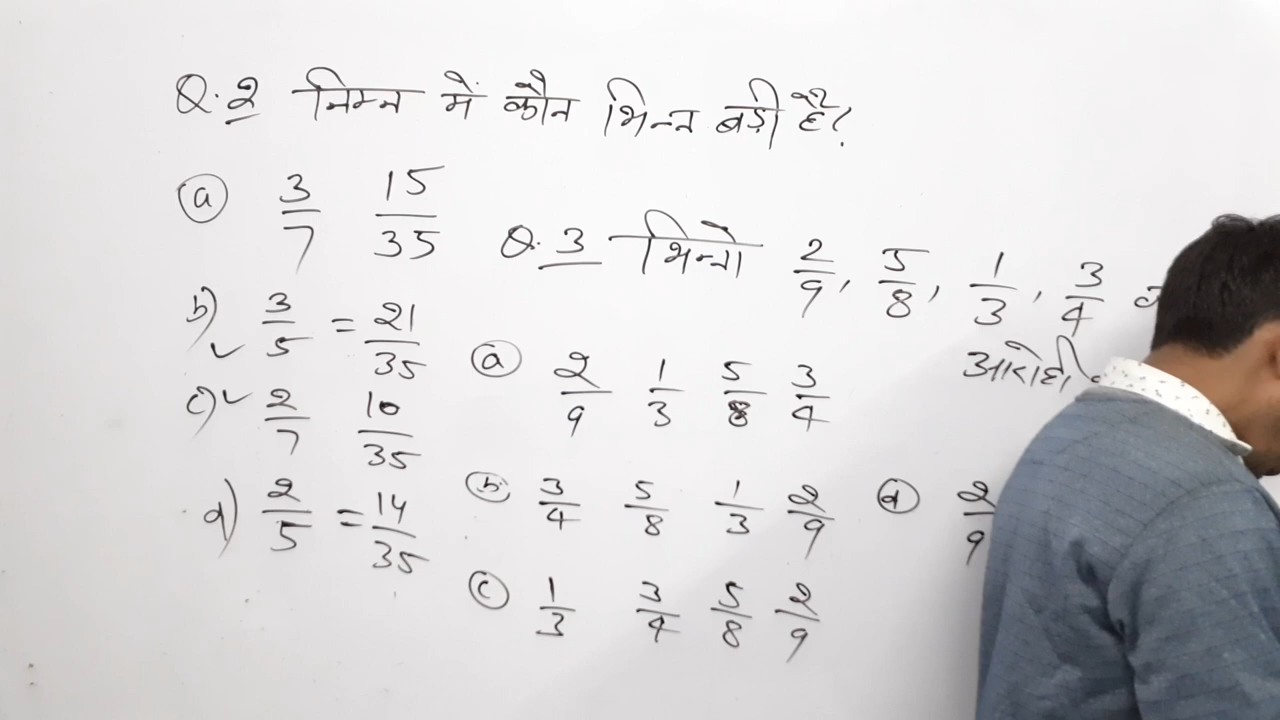 Q.2 निम्न में कौन भिन्न बड़ी है?
(a) 3/7 15/35
b) 3/5 = 21/35
c) 2/7 10/35
d) 2/5 = 14/35
Q.3 भिन्नो 2/9, 5/8, 1/3, 3/4
आरोही
(a) 2/9 1/3 5/8 3/4
(b) 3/4 5/8 1/3 2/9
(d) 2/9
(c) 1/3 3/4 5/8 2/9